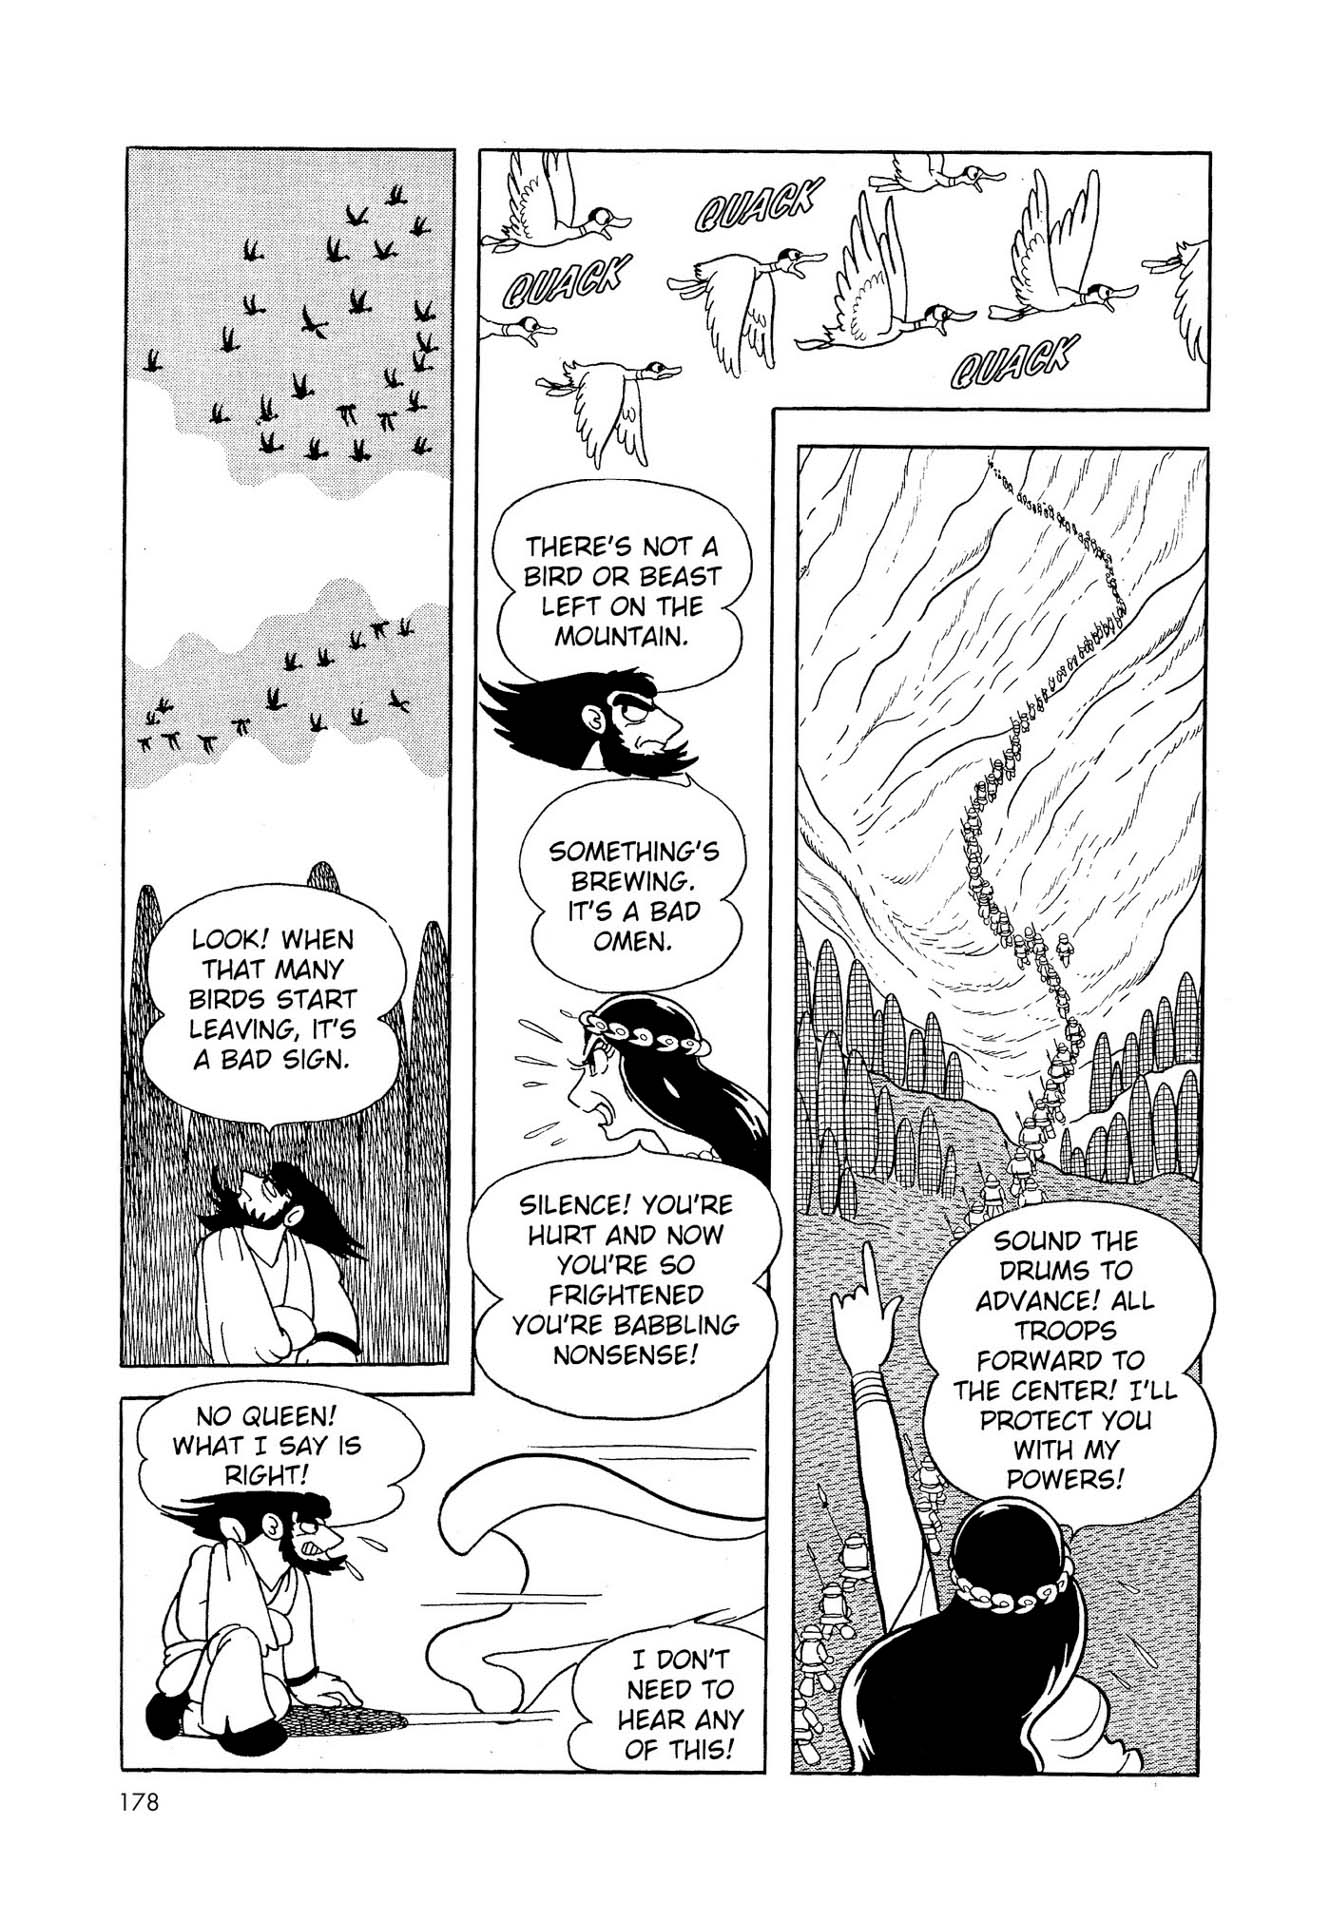 LOOK! WHEN
THAT MANY
BIRDS START
LEAVING, IT'S
A BAD SIGN.
QUACK
QUACK
QUACK
THERE'S NOT A
BIRD OR BEAST
LEFT ON THE
MOUNTAIN.
SOMETHING'S
BREWING.
IT'S A BAD
OMEN.
SILENCE! YOU'RE
HURT AND NOW
YOU'RE SO
FRIGHTENED
YOU'RE BABBLING
NONSENSE!
NO QUEEN!
WHAT I SAY IS
RIGHT!
I DON'T
NEED TO
HEAR ANY
OF THIS!
SOUND THE
DRUMS TO
ADVANCE! ALL
TROOPS
FORWARD TO
THE CENTER! I'LL
PROTECT YOU
WITH MY
POWERS!
178